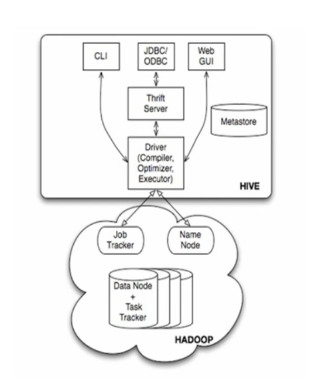 CLI
JDBC/
ODBC
Web
GUI
Thrift
Server
Metastore
Driver
(Compiler,
Optimizer,
Executor)
HIVE
Job
Tracker
Name
Node
Data Node
+
Task
Tracker
HADOOP